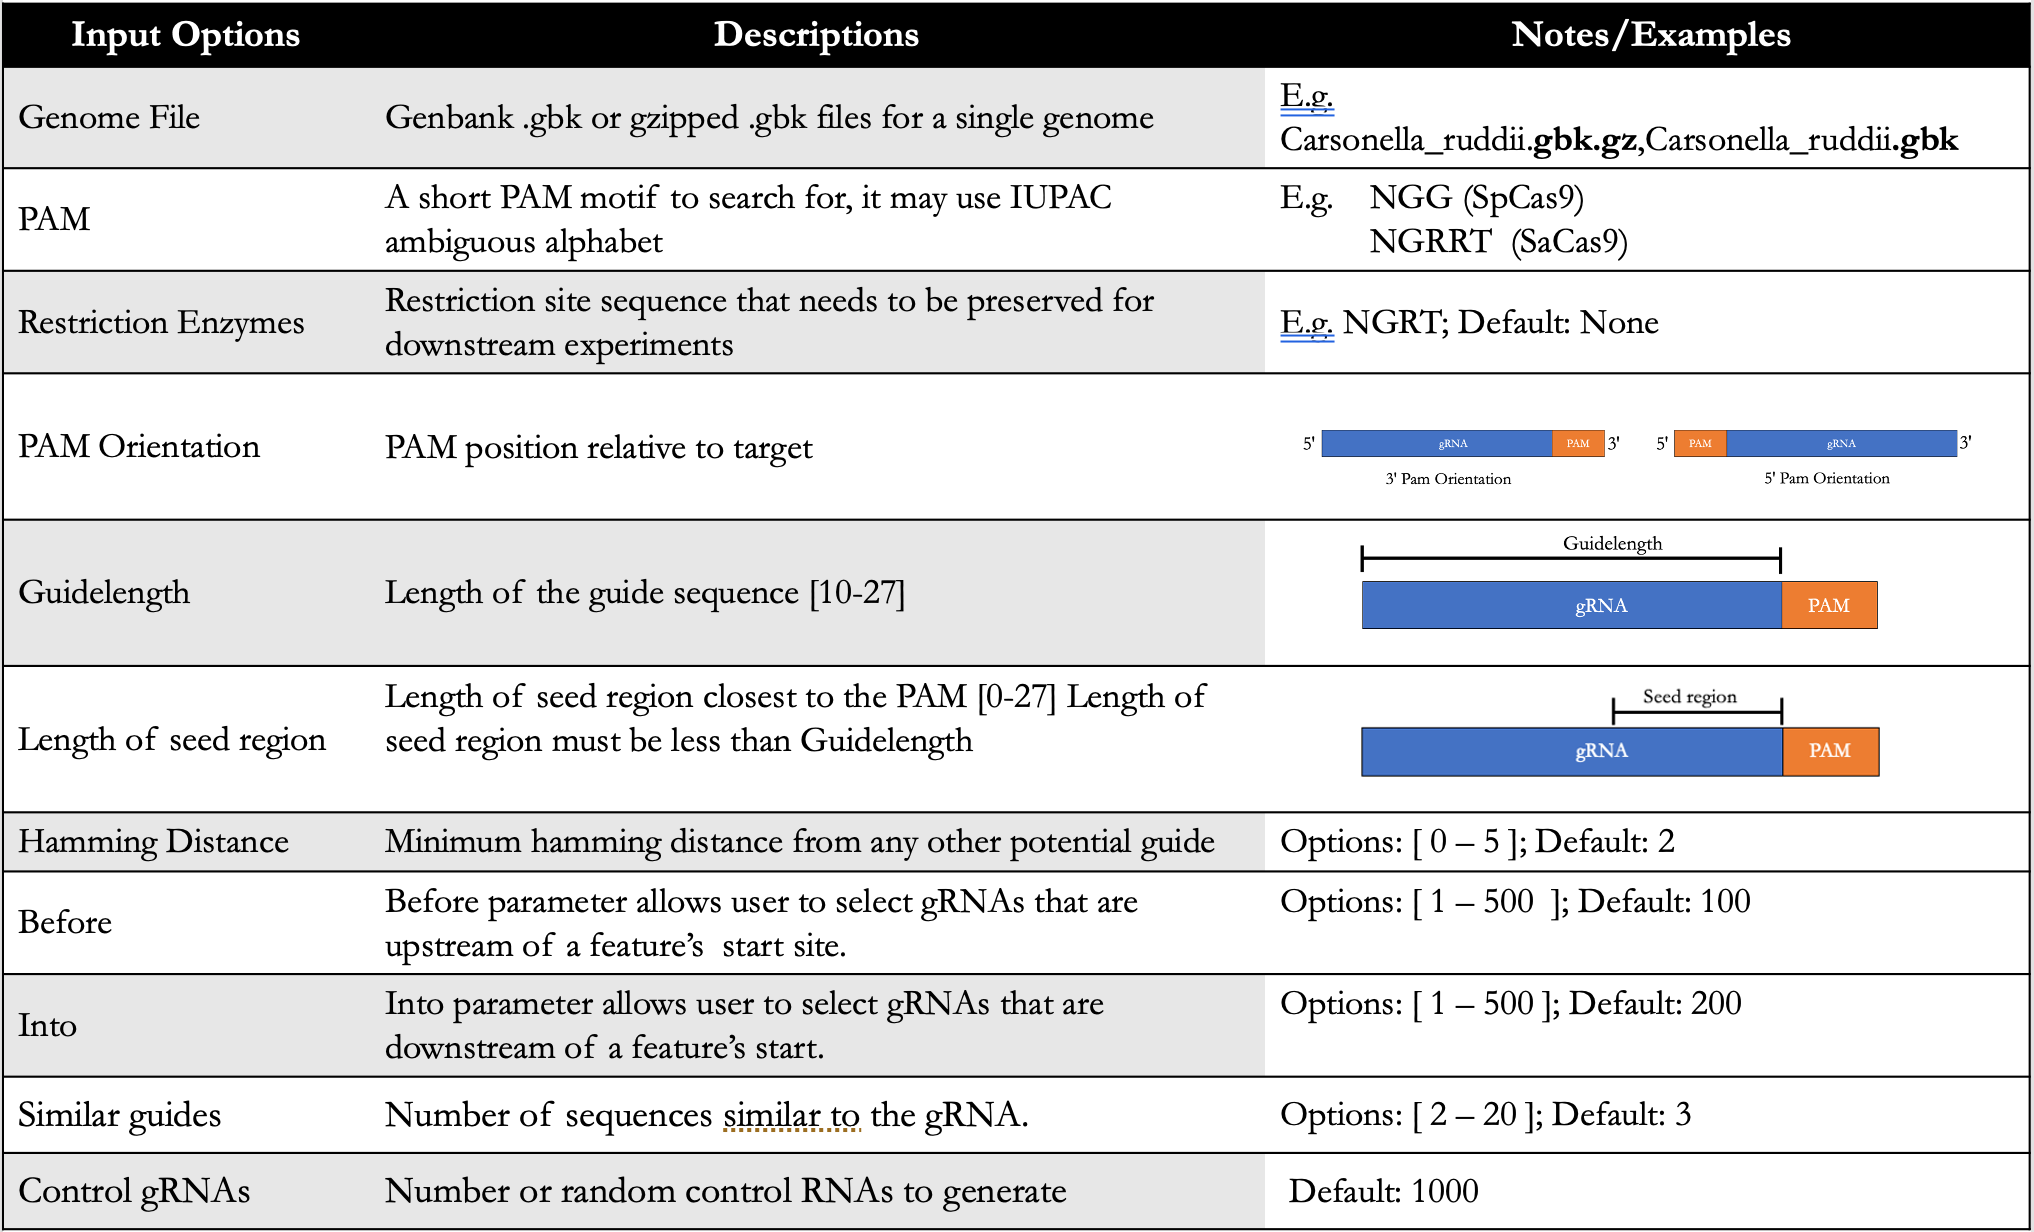 Input Options
Descriptions
Notes/Examples
Genome File
Genbank .gbk or gzipped .gbk files for a single genome
E.g.
Carsonella_ruddii.gbk.gz,Carsonella_ruddii.gbk
PAM
A short PAM motif to search for, it may use IUPAC
ambiguous alphabet
E.g. NGG (SpCas9)
NGRRT (SaCas9)
Restriction Enzymes
Restriction site sequence that needs to be preserved for
downstream experiments
E.g. NGRT; Default: None
PAM Orientation
PAM position relative to target
5' gRNA PAM 3'
3' Pam Orientation
5' PAM gRNA 3'
5' Pam Orientation
Guidelength
Length of the guide sequence [10-27]
Guidelength
gRNA PAM
Length of seed region
Length of seed region closest to the PAM [0-27] Length of
seed region must be less than Guidelength
Seed region
gRNA PAM
Hamming Distance
Minimum hamming distance from any other potential guide
Options: [ 0 – 5 ]; Default: 2
Before
Before parameter allows user to select gRNAs that are
upstream of a feature’s start site.
Options: [ 1 – 500 ]; Default: 100
Into
Into parameter allows user to select gRNAs that are
downstream of a feature’s start.
Options: [ 1 – 500 ]; Default: 200
Similar guides
Number of sequences similar to the gRNA.
Options: [ 2 – 20 ]; Default: 3
Control gRNAs
Number or random control RNAs to generate
Default: 1000